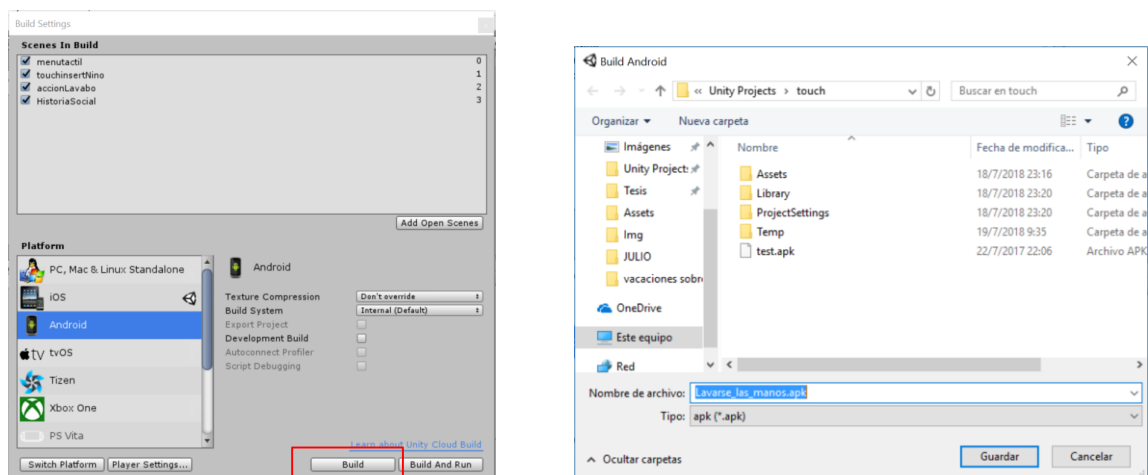 Build Settings
Scenes In Build
menutactil 0
touchinsertNino 1
accionLavabo 2
HistoriaSocial 3
Add Open Scenes
Platform
PC, Mac & Linux Standalone
iOS
Android
tvOS
Tizen
Xbox One
PS Vita
Android
Texture Compression Don't override
Build System Internal (Default)
Export Project
Development Build
Autoconnect Profiler
Script Debugging
Learn about Unity Cloud Build
Switch Platform Player Settings... Build Build And Run
Build Android
« Unity Projects > touch Buscar en touch
Organizar Nueva carpeta
Imágenes
Unity Project:
Tesis
Assets
Img
JULIO
vacaciones sobre
OneDrive
Este equipo
Red
Nombre Fecha de modifica... Tipo
Assets 18/7/2018 23:16 Carpeta de a
Library 18/7/2018 23:20 Carpeta de a
ProjectSettings 18/7/2018 23:20 Carpeta de a
Temp 19/7/2018 9:35 Carpeta de a
test.apk 22/7/2017 22:06 Archivo APK
Nombre de archivo: Lavarse_las_manos.apk
Tipo: apk (*.apk)
Ocultar carpetas Guardar Cancelar